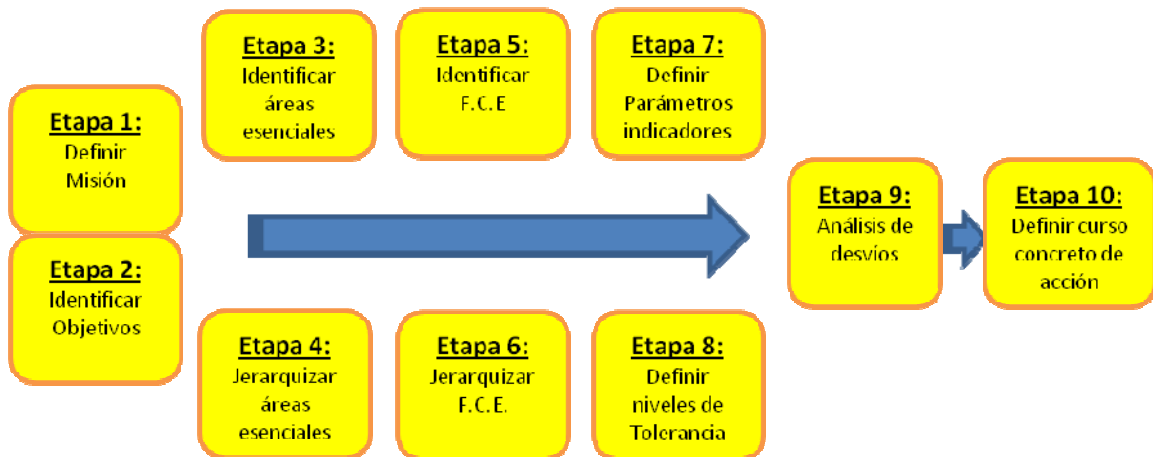 Etapa 1:
Definir
Misión
Etapa 2:
Identificar
Objetivos
Etapa 3:
Identificar
áreas
esenciales
Etapa 4:
Jerarquizar
áreas
esenciales
Etapa 5:
Identificar
F.C.E
Etapa 6:
Jerarquizar
F.C.E.
Etapa 7:
Definir
Parámetros
indicadores
Etapa 8:
Definir
niveles de
Tolerancia
Etapa 9:
Análisis de
desvíos
Etapa 10:
Definir curso
concreto de
acción